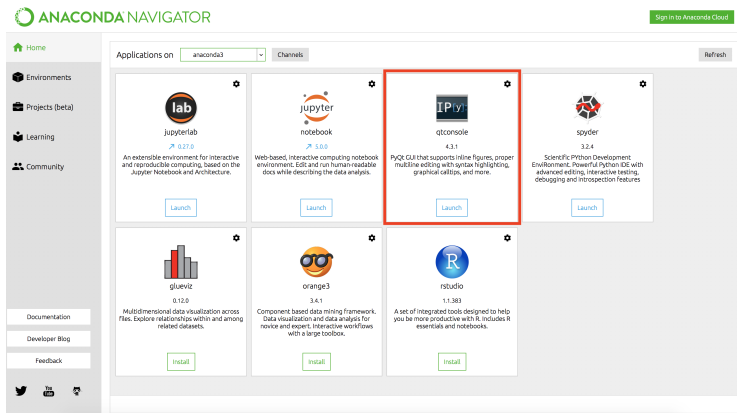 ANACONDA NAVIGATOR
Sign in to Anaconda Cloud
Home
Environments
Projects (beta)
Learning
Community
Documentation
Developer Blog
Feedback
Applications on
anaconda3
Channels
Refresh
lab
jupyterlab
0.27.0
An extensible environment for interactive
and reproducible computing, based on the
Jupyter Notebook and Architecture.
Launch
jupyter
notebook
5.0.0
Web-based, interactive computing notebook
environment. Edit and run human-readable
docs while describing the data analysis.
Launch
IP[y]:
qtconsole
4.3.1
PyQt GUI that supports inline figures, proper
multiline editing with syntax highlighting,
graphical calltips, and more.
Launch
spyder
3.2.4
Scientific PYthon Development
EnviRonment. Powerful Python IDE with
advanced editing, interactive testing,
debugging and introspection features
Launch
glueviz
0.12.0
Multidimensional data visualization across
files. Explore relationships within and among
related datasets.
Install
orange3
3.4.1
Component based data mining framework.
Data visualization and data analysis for
novice and expert. Interactive workflows
with a large toolbox.
Install
R
rstudio
1.1.383
A set of integrated tools designed to help
you be more productive with R. Includes R
essentials and notebooks.
Install
You
Tube